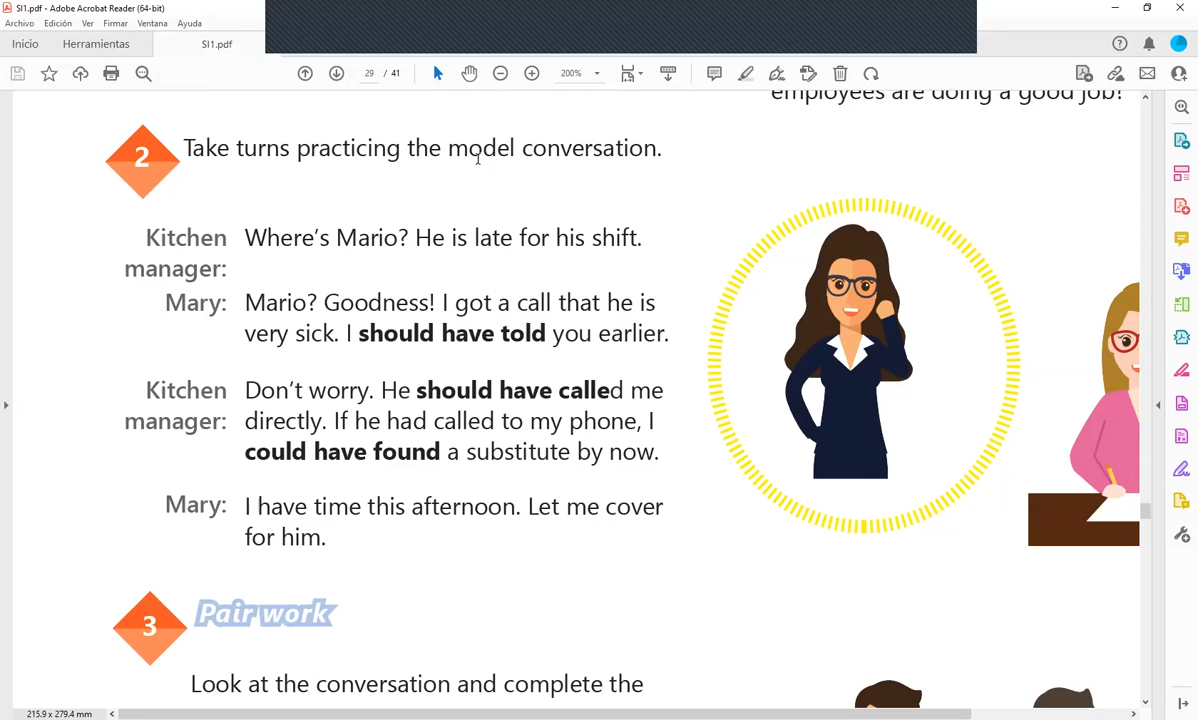 SI1.pdf - Adobe Acrobat Reader (64-bit)
Archivo Edición Ver Firmar Ventana Ayuda
Inicio Herramientas SI1.pdf
29 / 41 200%
employees are doing a good job?
2 Take turns practicing the model conversation.
Kitchen manager: Where's Mario? He is late for his shift.
Mary: Mario? Goodness! I got a call that he is
very sick. I should have told you earlier.
Kitchen manager: Don't worry. He should have called me
directly. If he had called to my phone, I
could have found a substitute by now.
Mary: I have time this afternoon. Let me cover
for him.
3 Pair work
Look at the conversation and complete the
215.9 x 279.4 mm